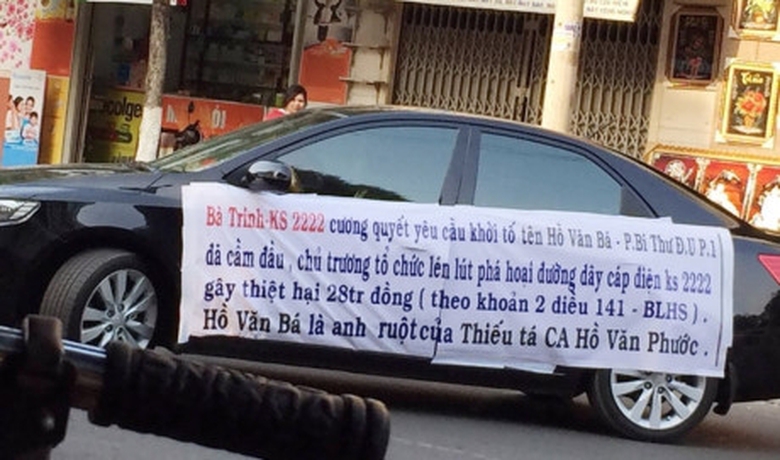 Bà Trinh-KS 2222 cương quyết yêu cầu khởi tố tên Hồ Văn Bá - P.Bí Thư Đ.U P.1
đã cầm đầu , chủ trương tổ chức lén lút phá hoại đường dây cáp điện ks 2222
gây thiệt hại 28tr đồng ( theo khoản 2 điều 141 - BLHS ) .
Hồ Văn Bá là anh ruột của Thiếu tá CA Hồ Văn Phước .